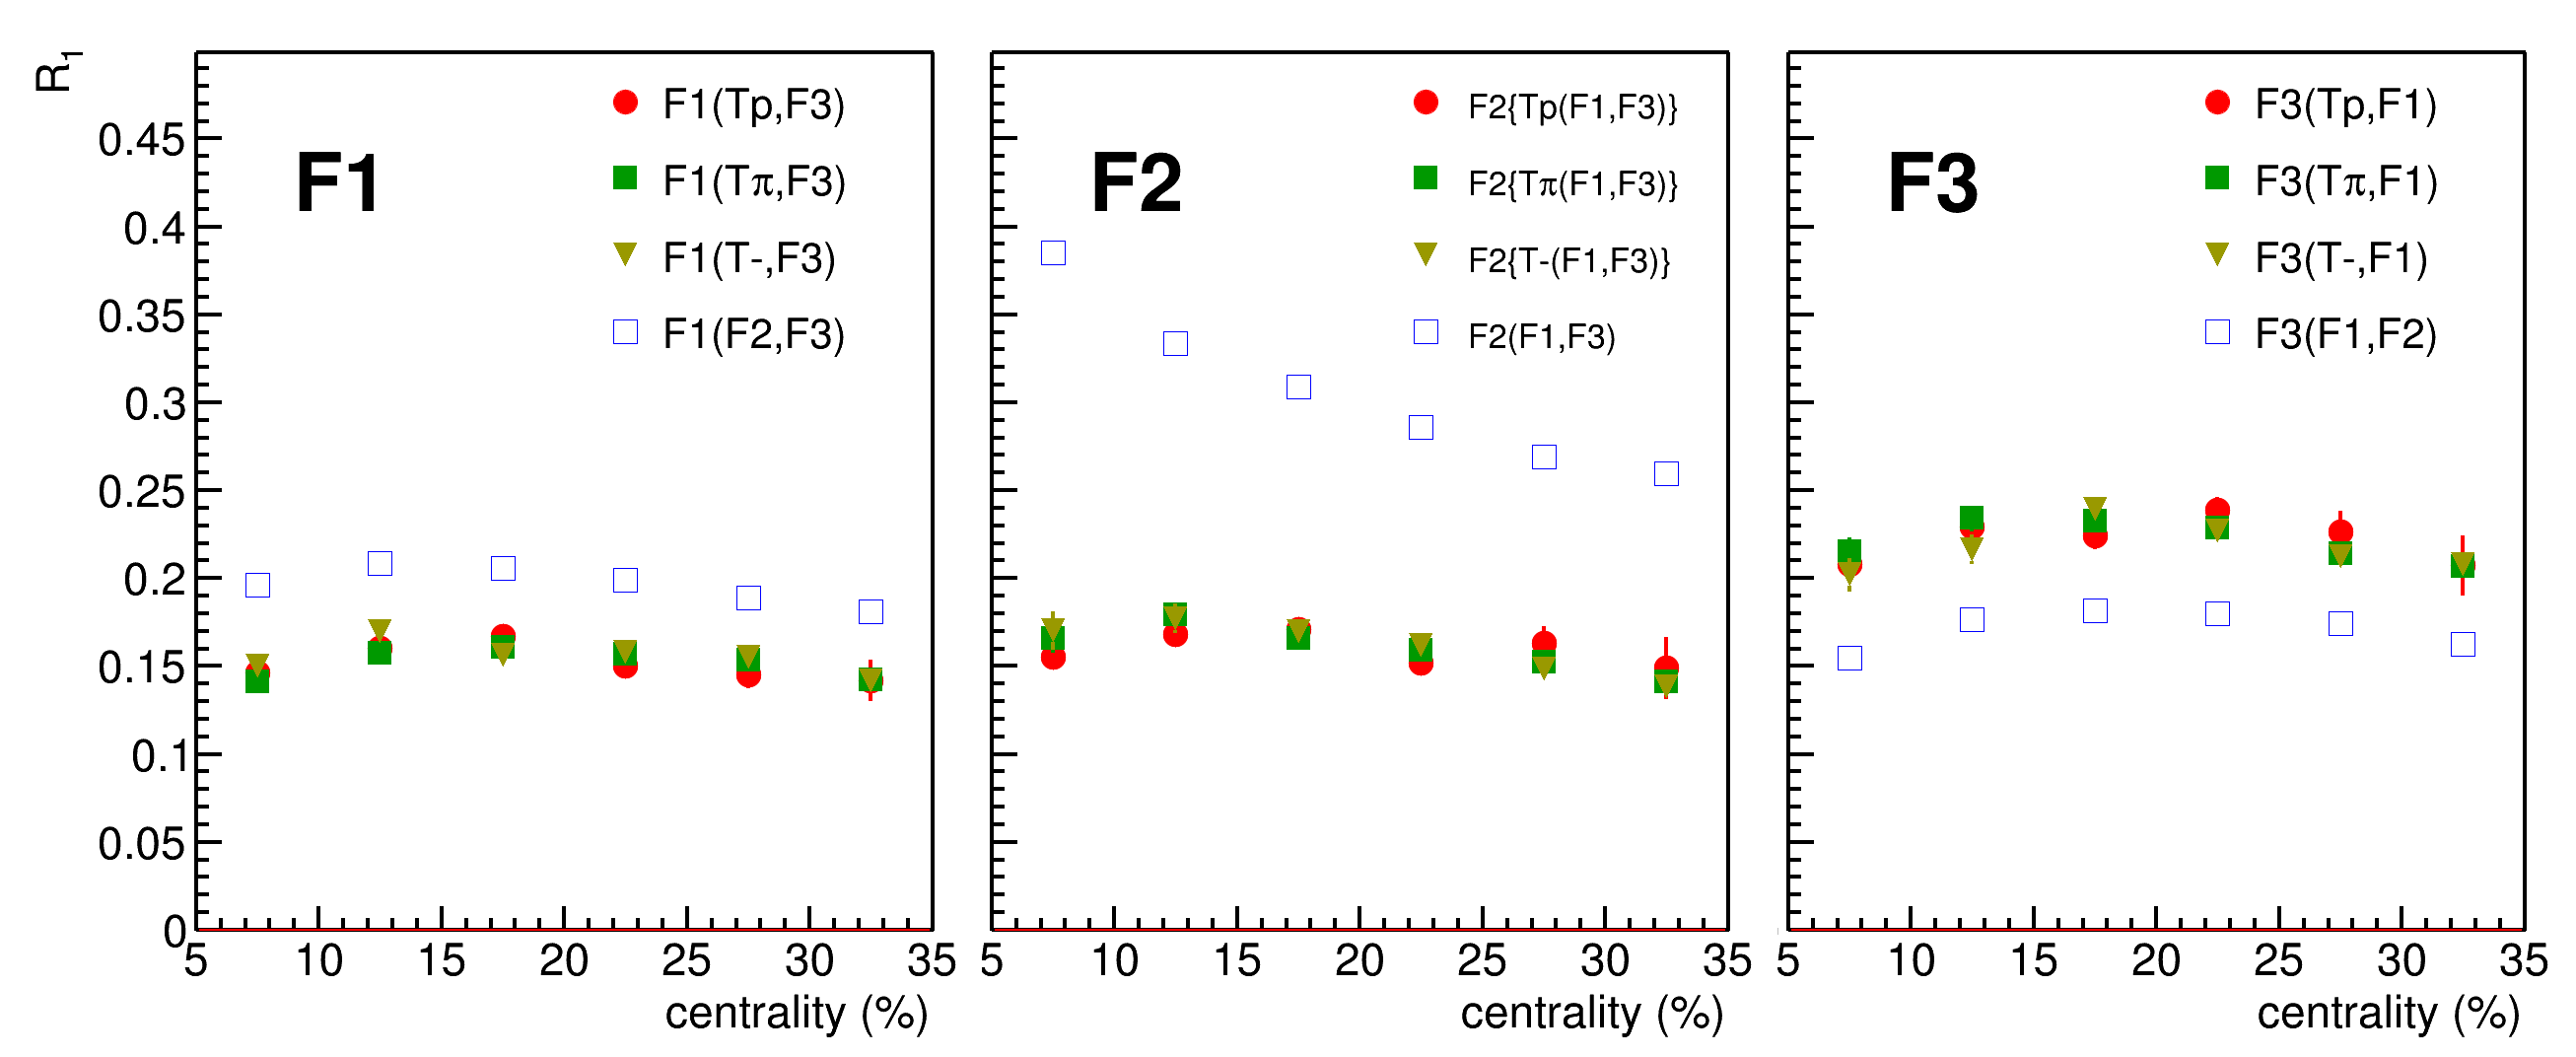 R1
0.45
0.4
0.35
0.3
0.25
0.2
0.15
0.1
0.05
0
F1
F1(Tp,F3)
F1(Tπ,F3)
F1(T-,F3)
F1(F2,F3)
5 10 15 20 25 30 35
centrality (%)
F2
F2{Tp(F1,F3)}
F2{Tπ(F1,F3)}
F2{T-(F1,F3)}
F2(F1,F3)
5 10 15 20 25 30 35
centrality (%)
F3
F3(Tp,F1)
F3(Tπ,F1)
F3(T-,F1)
F3(F1,F2)
5 10 15 20 25 30 35
centrality (%)